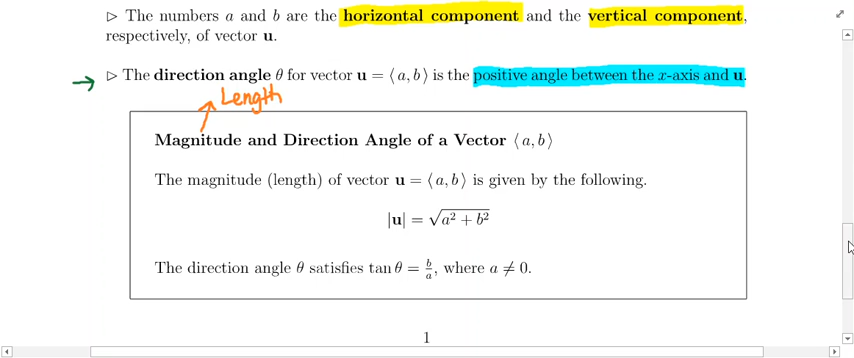 ▷ The numbers a and b are the horizontal component and the vertical component,
respectively, of vector u.
→ ▷ The direction angle θ for vector u = ⟨a, b⟩ is the positive angle between the x-axis and u.
Length
Magnitude and Direction Angle of a Vector ⟨a, b⟩
The magnitude (length) of vector u = ⟨a, b⟩ is given by the following.
|u| = √(a² + b²)
The direction angle θ satisfies tan θ = b/a, where a ≠ 0.
1